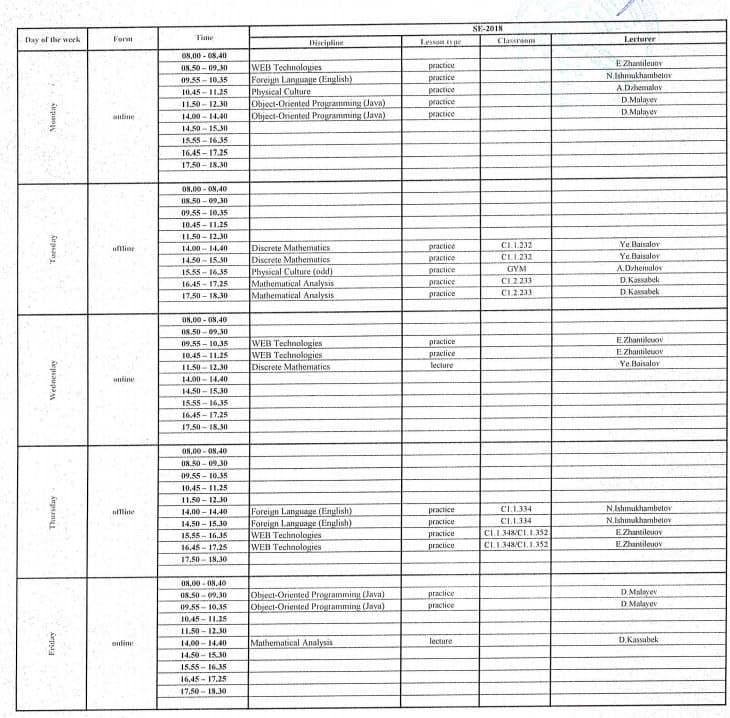 SE-2018
Day of the week Form Time Discipline Lesson type Classroom Lecturer
Monday online
08.00 - 08.40
08.50 – 09.30 WEB Technologies practice E.Zhantileuov
09.55 – 10.35 Foreign Language (English) practice N.Ishmukhambetov
10.45 – 11.25 Physical Culture practice A.Dzhemalov
11.50 – 12.30 Object-Oriented Programming (Java) practice D.Malayev
14.00 – 14.40 Object-Oriented Programming (Java) practice D.Malayev
14.50 – 15.30
15.55 – 16.35
16.45 – 17.25
17.50 – 18.30
Tuesday offline
08.00 - 08.40
08.50 – 09.30
09.55 – 10.35
10.45 – 11.25
11.50 – 12.30
14.00 – 14.40 Discrete Mathematics practice C1.1.232 Ye.Baisalov
14.50 – 15.30 Discrete Mathematics practice C1.1.232 Ye.Baisalov
15.55 – 16.35 Physical Culture (odd) practice GYM A.Dzhemalov
16.45 – 17.25 Mathematical Analysis practice C1.2.233 D.Kassabek
17.50 – 18.30 Mathematical Analysis practice C1.2.233 D.Kassabek
Wednesday online
08.00 - 08.40
08.50 – 09.30
09.55 – 10.35 WEB Technologies practice E.Zhantileuov
10.45 – 11.25 WEB Technologies practice E.Zhantileuov
11.50 – 12.30 Discrete Mathematics lecture Ye.Baisalov
14.00 – 14.40
14.50 – 15.30
15.55 – 16.35
16.45 – 17.25
17.50 – 18.30
Thursday offline
08.00 - 08.40
08.50 – 09.30
09.55 – 10.35
10.45 – 11.25
11.50 – 12.30
14.00 – 14.40 Foreign Language (English) practice C1.1.334 N.Ishmukhambetov
14.50 – 15.30 Foreign Language (English) practice C1.1.334 N.Ishmukhambetov
15.55 – 16.35 WEB Technologies practice C1.1.348/C1.1.352 E.Zhantileuov
16.45 – 17.25 WEB Technologies practice C1.1.348/C1.1.352 E.Zhantileuov
17.50 – 18.30
Friday online
08.00 - 08.40
08.50 – 09.30 Object-Oriented Programming (Java) practice D.Malayev
09.55 – 10.35 Object-Oriented Programming (Java) practice D.Malayev
10.45 – 11.25
11.50 – 12.30
14.00 – 14.40 Mathematical Analysis lecture D.Kassabek
14.50 – 15.30
15.55 – 16.35
16.45 – 17.25
17.50 – 18.30